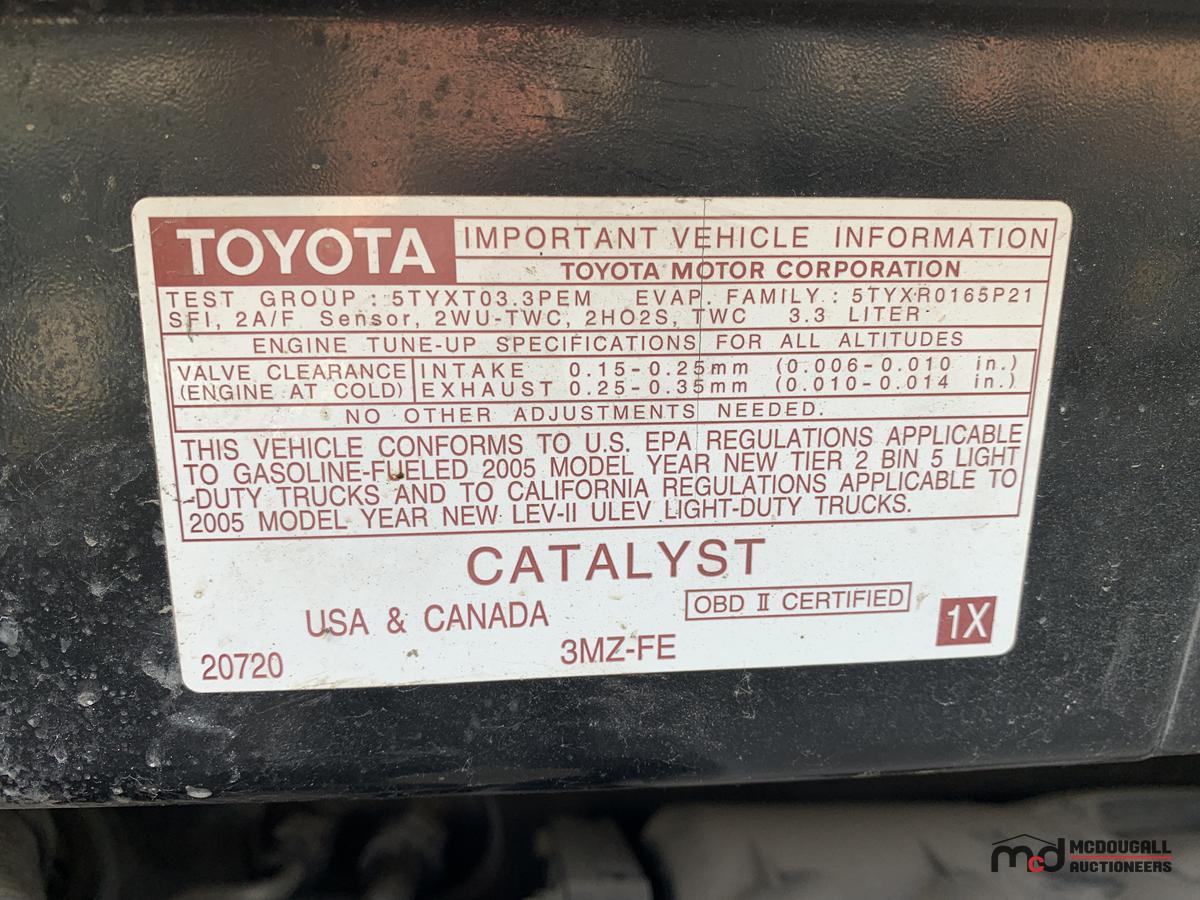 TOYOTA IMPORTANT VEHICLE INFORMATION
TOYOTA MOTOR CORPORATION
TEST GROUP : 5TYXT03.3PEM EVAP. FAMILY : 5TYXR0165P21
SFI, 2A/F Sensor, 2WU-TWC, 2HO2S, TWC 3.3 LITER
ENGINE TUNE-UP SPECIFICATIONS FOR ALL ALTITUDES
VALVE CLEARANCE INTAKE 0.15-0.25mm (0.006-0.010 in.)
(ENGINE AT COLD) EXHAUST 0.25-0.35mm (0.010-0.014 in.)
NO OTHER ADJUSTMENTS NEEDED.
THIS VEHICLE CONFORMS TO U.S. EPA REGULATIONS APPLICABLE
TO GASOLINE-FUELED 2005 MODEL YEAR NEW TIER 2 BIN 5 LIGHT
-DUTY TRUCKS AND TO CALIFORNIA REGULATIONS APPLICABLE TO
2005 MODEL YEAR NEW LEV-II ULEV LIGHT-DUTY TRUCKS.
CATALYST
USA & CANADA OBD II CERTIFIED 1X
20720 3MZ-FE
mcd MCDOUGALL
AUCTIONEERS